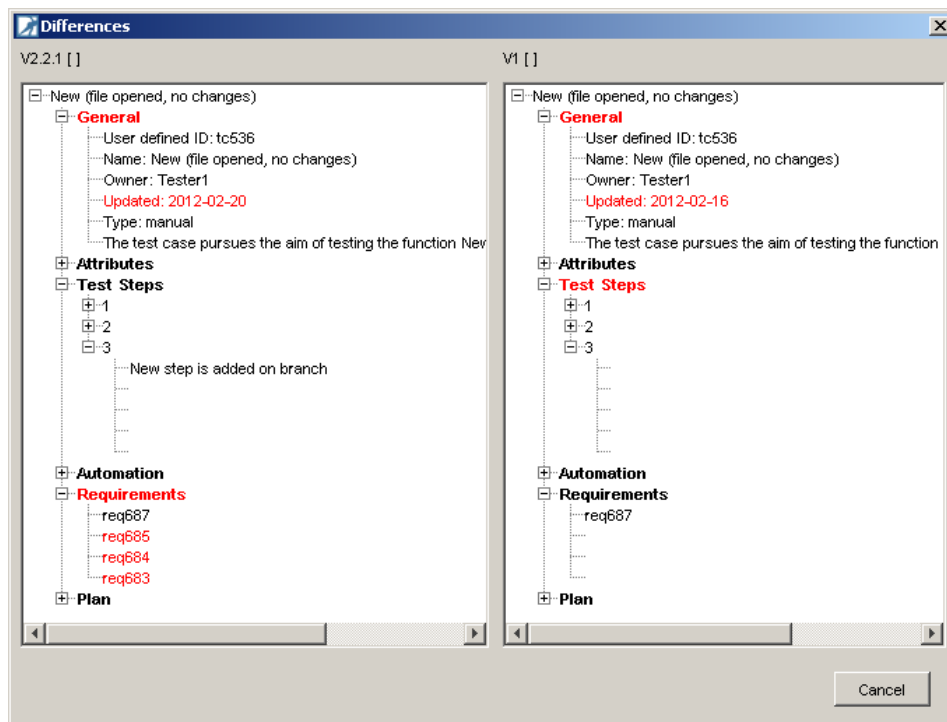 Differences
V2.2.1 [ ]
New (file opened, no changes)
General
User defined ID: tc536
Name: New (file opened, no changes)
Owner: Tester1
Updated: 2012-02-20
Type: manual
The test case pursues the aim of testing the function New
Attributes
Test Steps
1
2
3
New step is added on branch
Automation
Requirements
req687
req685
req684
req683
Plan
V1 [ ]
New (file opened, no changes)
General
User defined ID: tc536
Name: New (file opened, no changes)
Owner: Tester1
Updated: 2012-02-16
Type: manual
The test case pursues the aim of testing the function
Attributes
Test Steps
1
2
3
Automation
Requirements
req687
Plan
Cancel